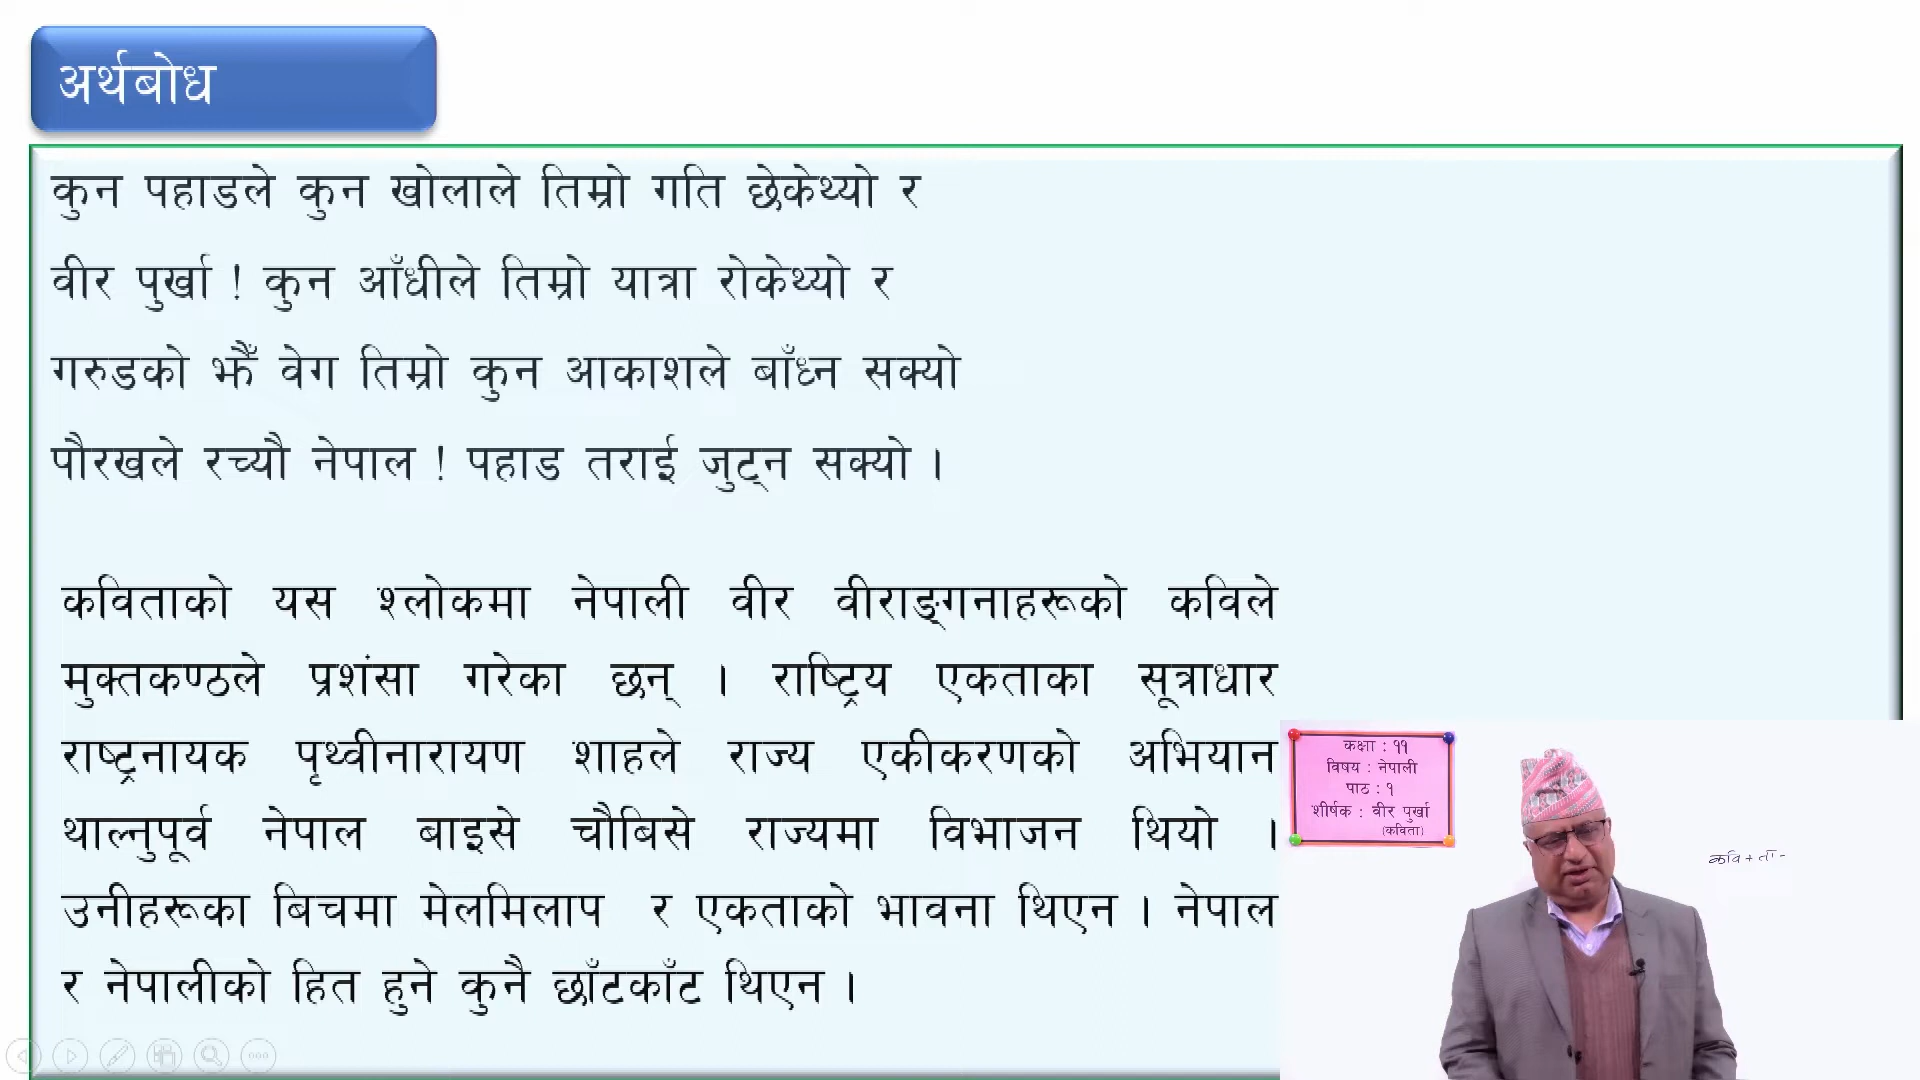 अर्थबोध
कुन पहाडले कुन खोलाले तिम्रो गति छेकेथ्यो र
वीर पुर्खा ! कुन आँधीले तिम्रो यात्रा रोकेथ्यो र
गरुडको झैँ वेग तिम्रो कुन आकाशले बाँध्न सक्यो
पौरखले रच्यौ नेपाल ! पहाड तराई जुट्न सक्यो ।
कविताको यस श्लोकमा नेपाली वीर वीराङ्गनाहरूको कविले
मुक्तकण्ठले प्रशंसा गरेका छन् । राष्ट्रिय एकताका सूत्राधार
राष्ट्रनायक पृथ्वीनारायण शाहले राज्य एकीकरणको अभियान
थाल्नुपूर्व नेपाल बाइसे चौबिसे राज्यमा विभाजन थियो ।
उनीहरूका बिचमा मेलमिलाप र एकताको भावना थिएन । नेपाल
र नेपालीको हित हुने कुनै छाँटकाँट थिएन ।
कक्षा : ११
विषय : नेपाली
पाठ : १
शीर्षक : वीर पुर्खा
(कविता)
कवि + ता -